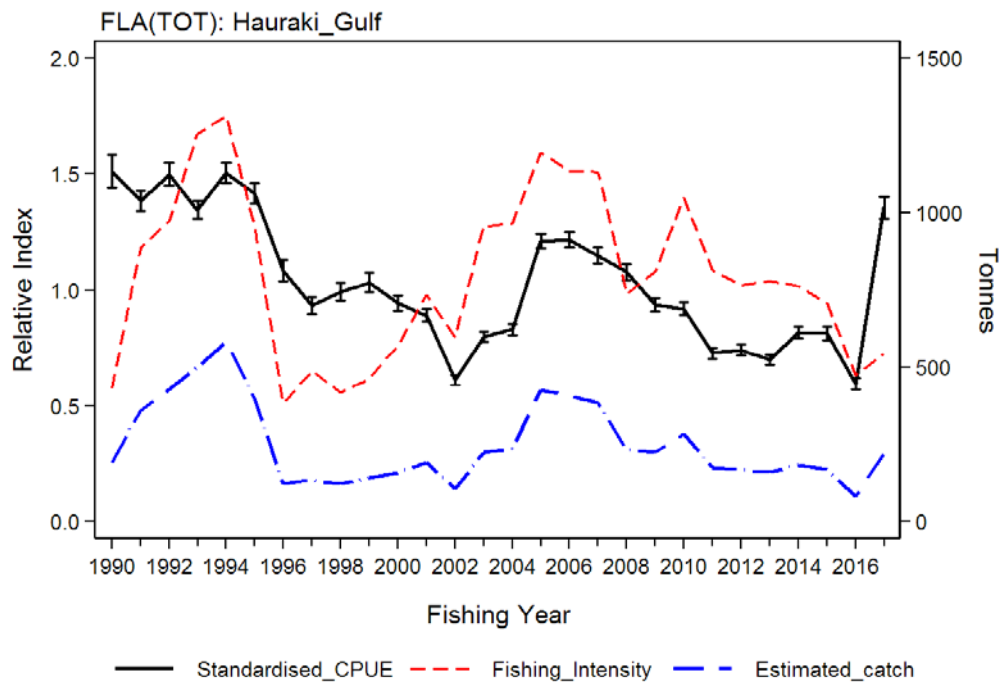 FLA(TOT): Hauraki_Gulf
2.0
1.5
1.0
0.5
0.0
Relative Index
1500
1000
500
0
Tonnes
1990 1992 1994 1996 1998 2000 2002 2004 2006 2008 2010 2012 2014 2016
Fishing Year
Standardised_CPUE Fishing_Intensity Estimated_catch